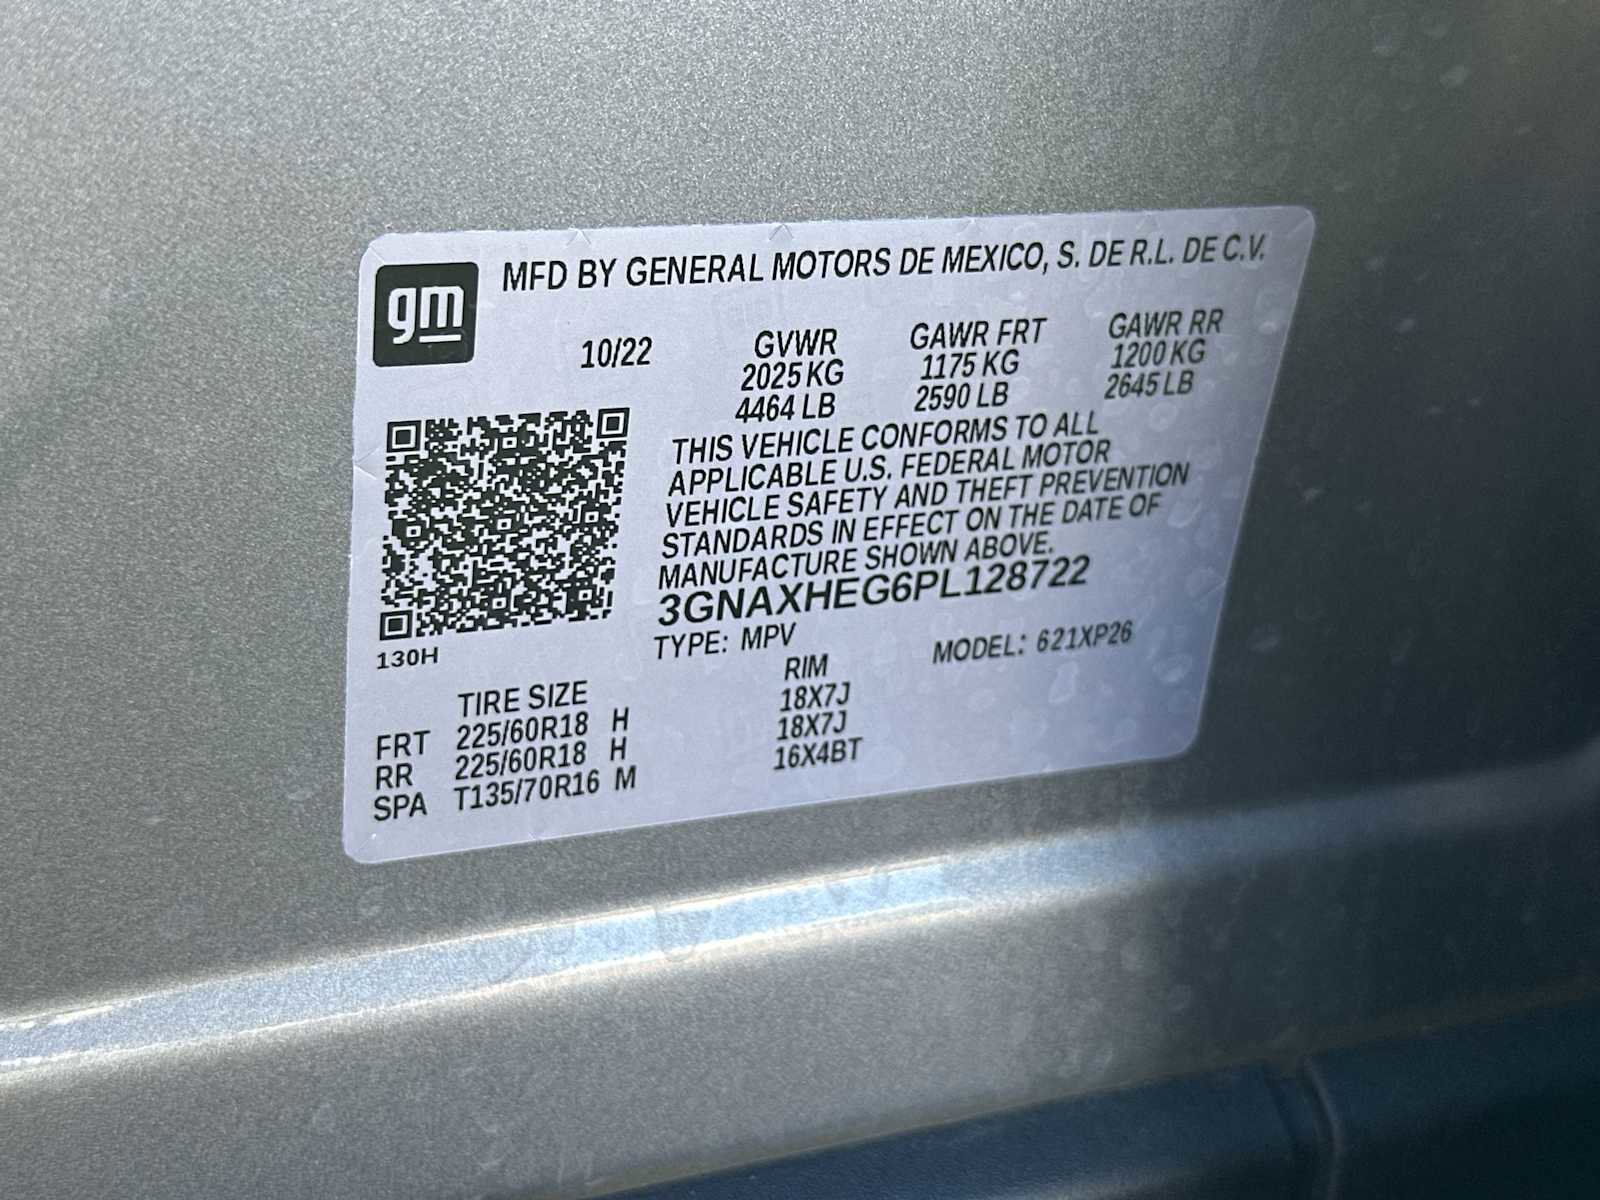 gm
MFD BY GENERAL MOTORS DE MEXICO, S. DE R.L. DE C.V.
10/22 GVWR GAWR FRT GAWR RR
2025 KG 1175 KG 1200 KG
4464 LB 2590 LB 2645 LB
THIS VEHICLE CONFORMS TO ALL
APPLICABLE U.S. FEDERAL MOTOR
VEHICLE SAFETY AND THEFT PREVENTION
STANDARDS IN EFFECT ON THE DATE OF
MANUFACTURE SHOWN ABOVE.
3GNAXHEG6PL128722
TYPE: MPV MODEL: 621XP26
130H
TIRE SIZE RIM
FRT 225/60R18 H 18X7J
RR 225/60R18 H 18X7J
SPA T135/70R16 M 16X4BT